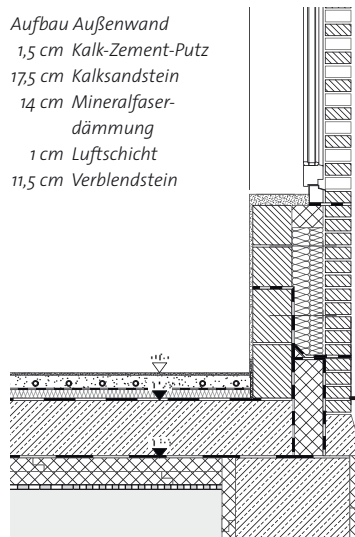 Aufbau Außenwand
1,5 cm Kalk-Zement-Putz
17,5 cm Kalksandstein
14 cm Mineralfaser-
dämmung
1 cm Luftschicht
11,5 cm Verblendstein